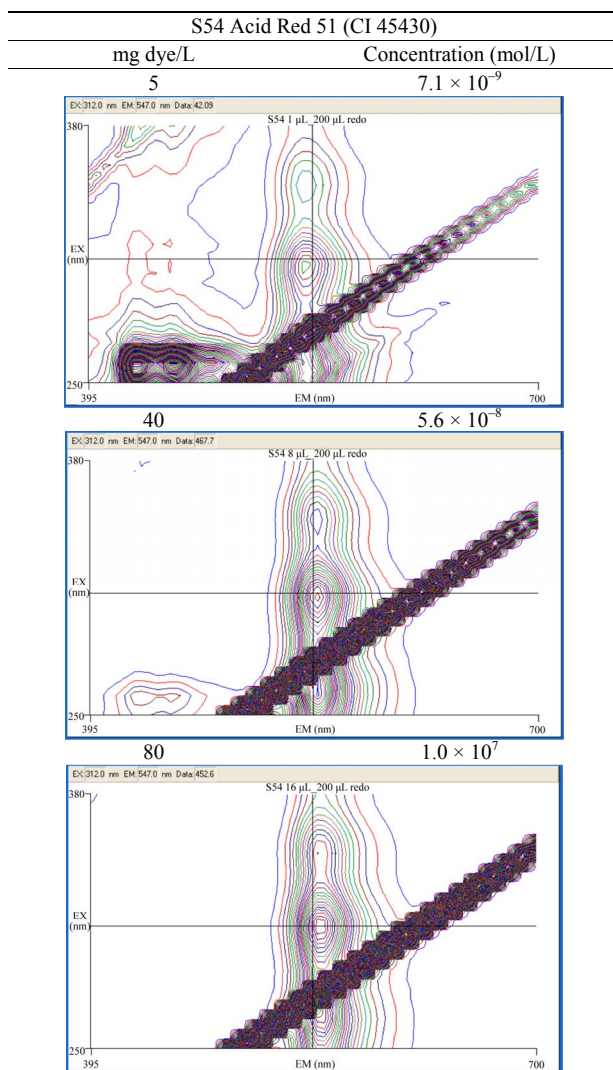 S54 Acid Red 51 (CI 45430)
mg dye/L Concentration (mol/L)
5 7.1 × 10⁻⁹
EX: 312.0 nm EM: 547.0 nm Data: 42.09
S54 1 μL_200 μL redo
380
EX
(nm)
250
395 EM (nm) 700
40 5.6 × 10⁻⁸
EX: 312.0 nm EM: 547.0 nm Data: 467.7
S54 8 μL_200 μL redo
380
EX
(nm)
250
395 EM (nm) 700
80 1.0 × 10⁷
EX: 312.0 nm EM: 547.0 nm Data: 452.6
S54 16 μL_200 μL redo
380
EX
(nm)
250
395 EM (nm) 700